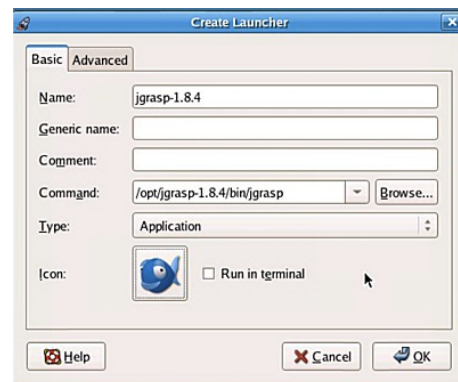 Create Launcher
Basic Advanced
Name: jgrasp-1.8.4
Generic name:
Comment:
Command: /opt/jgrasp-1.8.4/bin/jgrasp Browse...
Type: Application
Icon: Run in terminal
Help Cancel OK